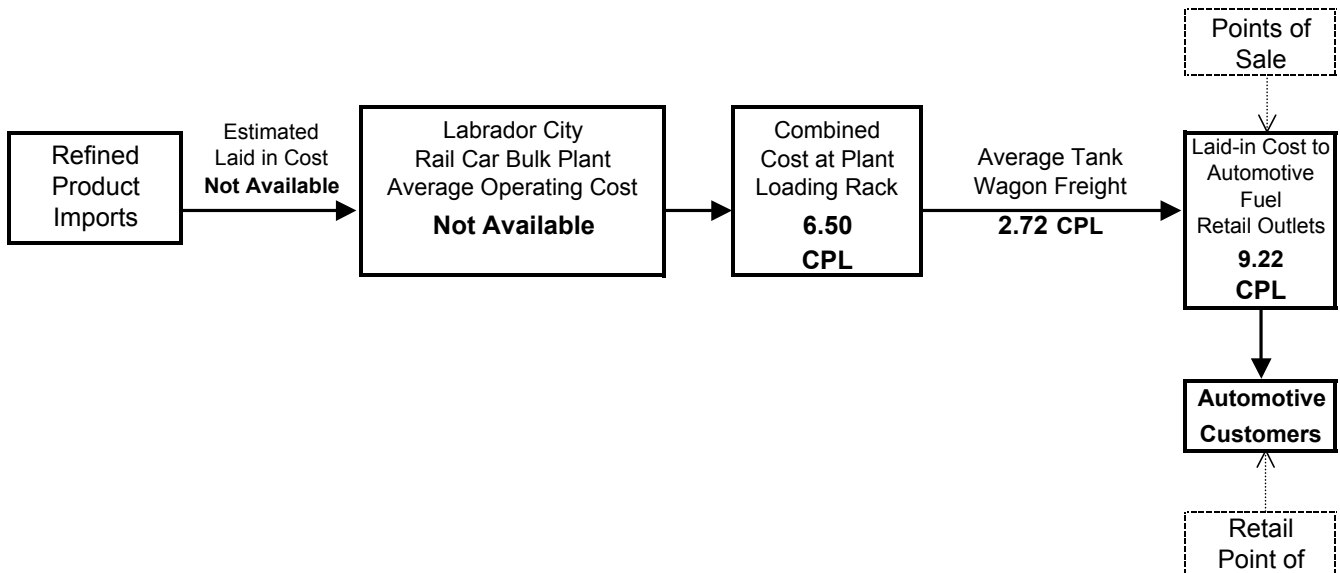 Points of
Sale
Refined
Product
Imports
Estimated
Laid in Cost
Not Available
Labrador City
Rail Car Bulk Plant
Average Operating Cost
Not Available
Combined
Cost at Plant
Loading Rack
6.50
CPL
Average Tank
Wagon Freight
2.72 CPL
Laid-in Cost to
Automotive
Fuel
Retail Outlets
9.22
CPL
Automotive
Customers
Retail
Point of